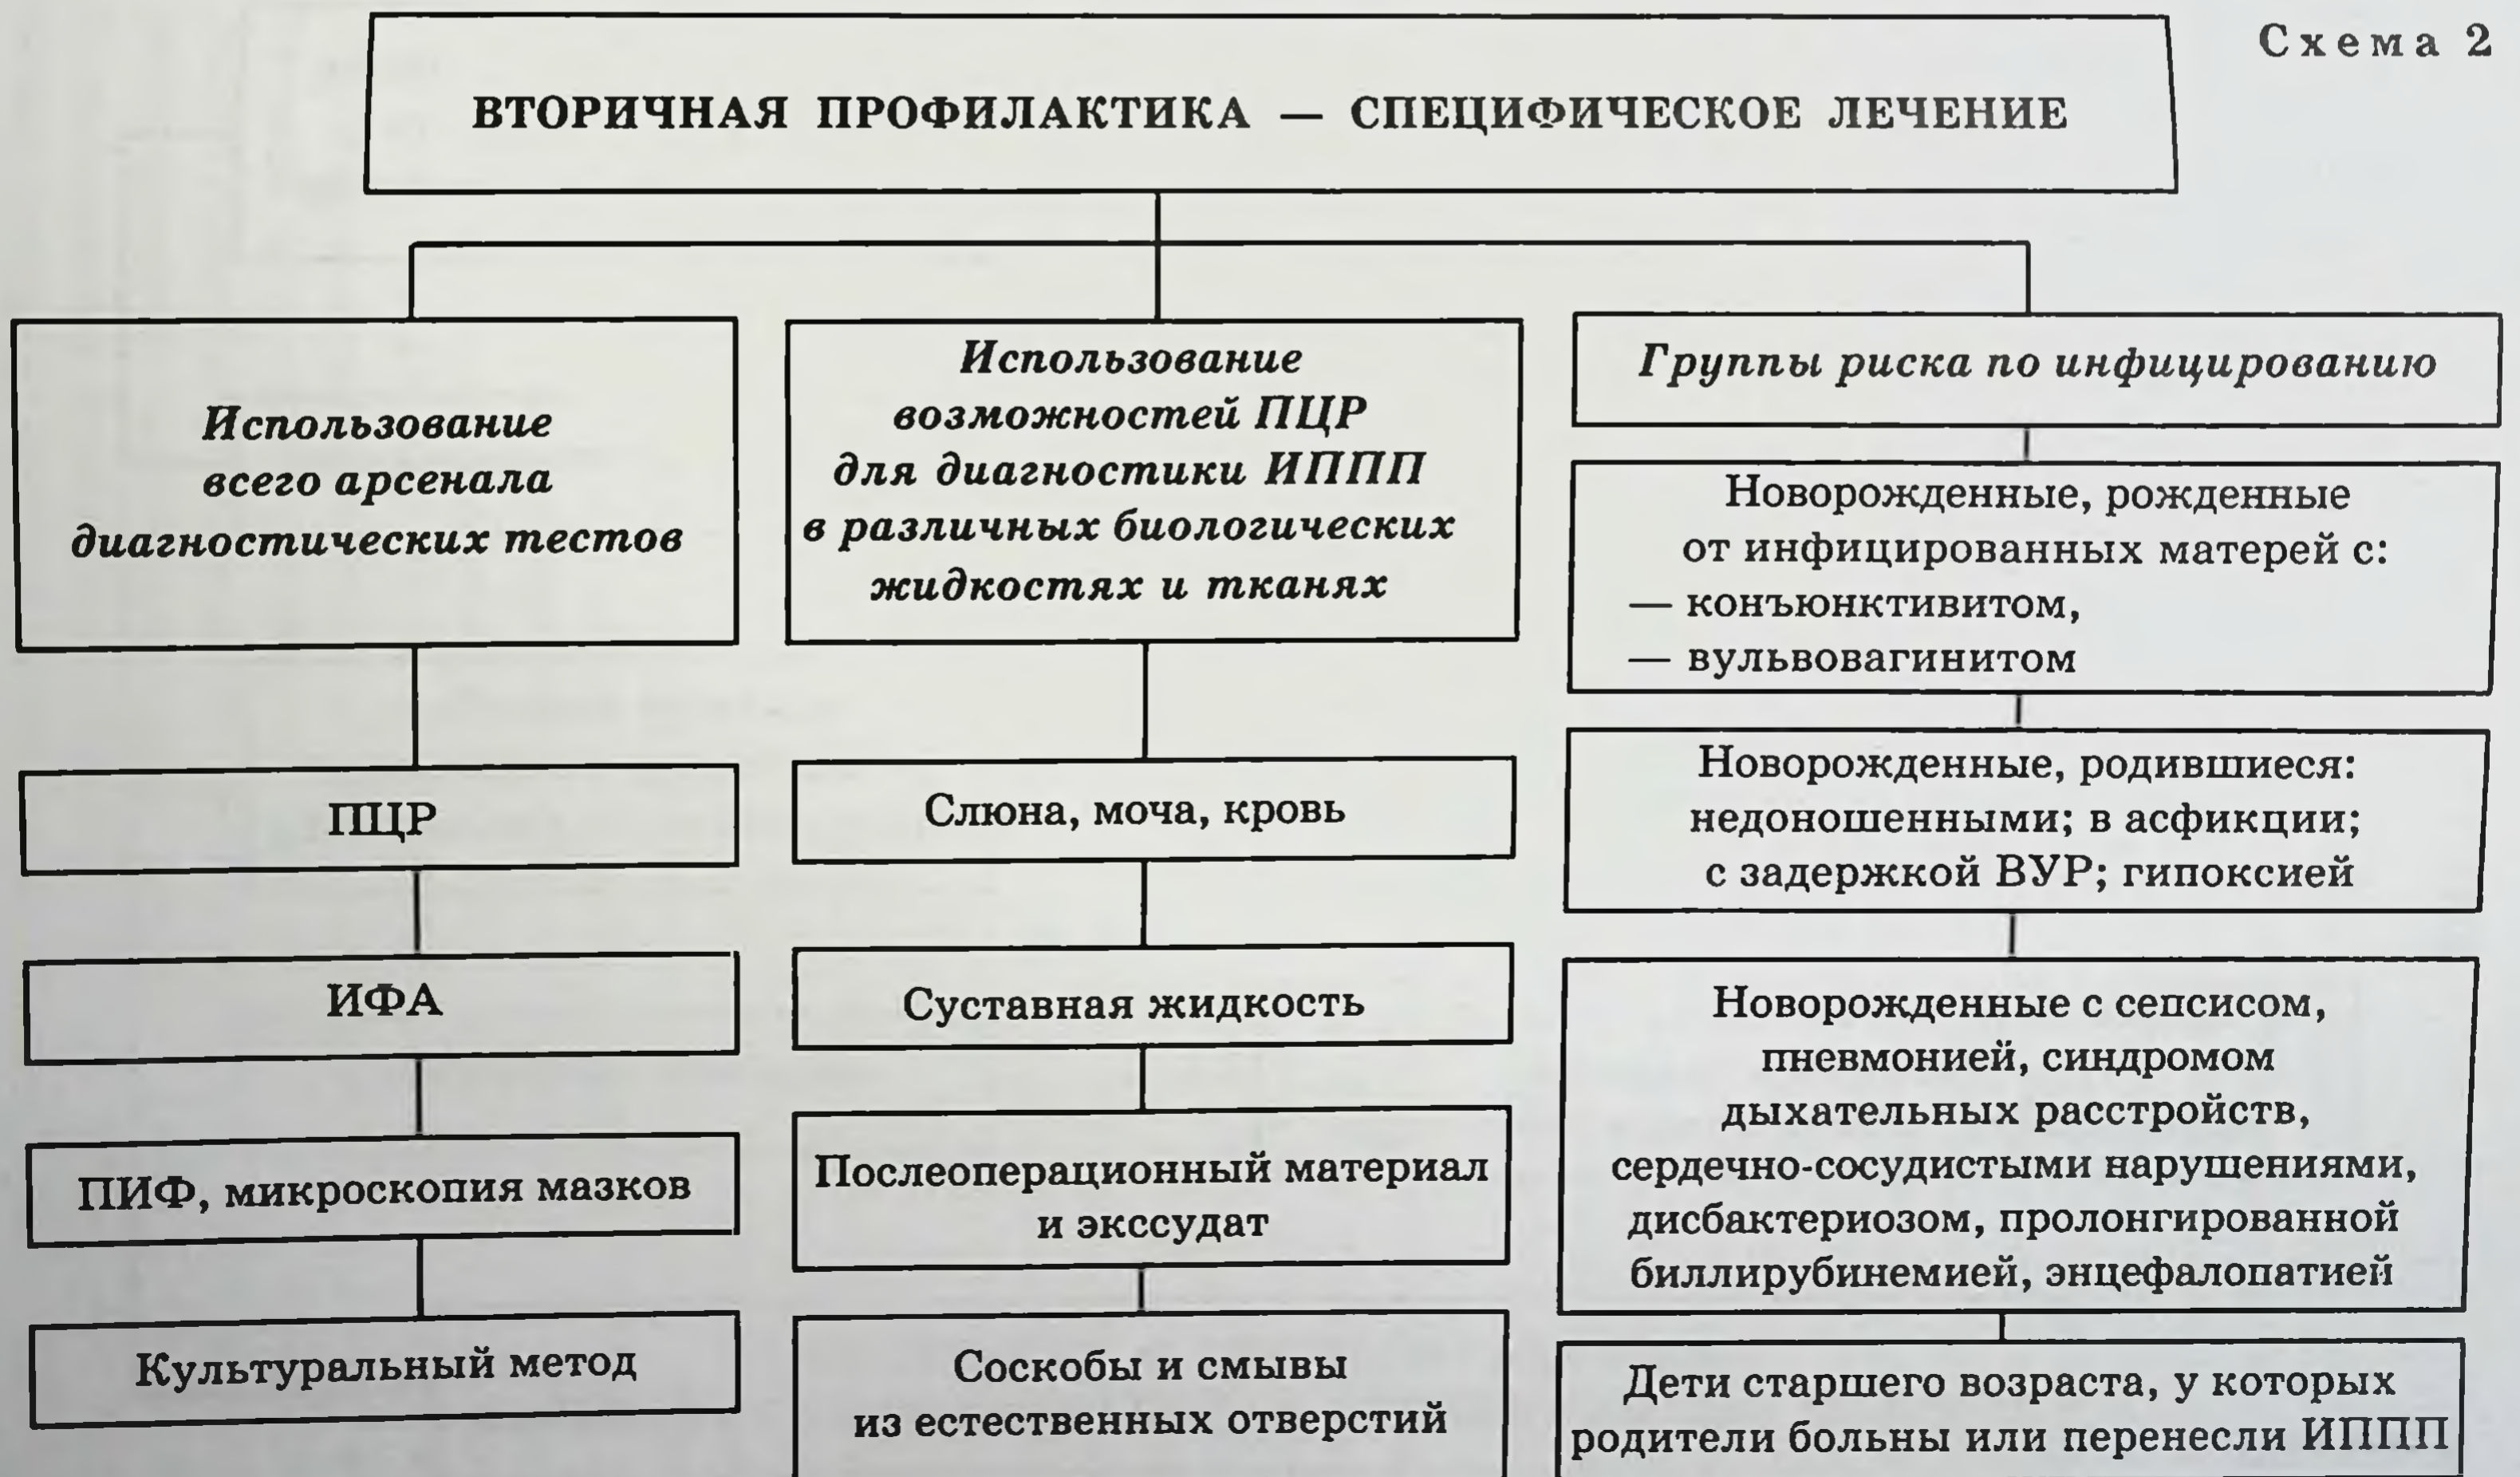 Схема 2
ВТОРИЧНАЯ ПРОФИЛАКТИКА — СПЕЦИФИЧЕСКОЕ ЛЕЧЕНИЕ
Использование
всего арсенала
диагностических тестов
ПЦР
ИФА
ПИФ, микроскопия мазков
Культуральный метод
Использование
возможностей ПЦР
для диагностики ИППП
в различных биологических
жидкостях и тканях
Слюна, моча, кровь
Суставная жидкость
Послеоперационный материал
и экссудат
Соскобы и смывы
из естественных отверстий
Группы риска по инфицированию
Новорожденные, рожденные
от инфицированных матерей с:
— конъюнктивитом,
— вульвовагинитом
Новорожденные, родившиеся:
недоношенными; в асфикции;
с задержкой ВУР; гипоксией
Новорожденные с сепсисом,
пневмонией, синдромом
дыхательных расстройств,
сердечно-сосудистыми нарушениями,
дисбактериозом, пролонгированной
биллирубинемией, энцефалопатией
Дети старшего возраста, у которых
родители больны или перенесли ИППП